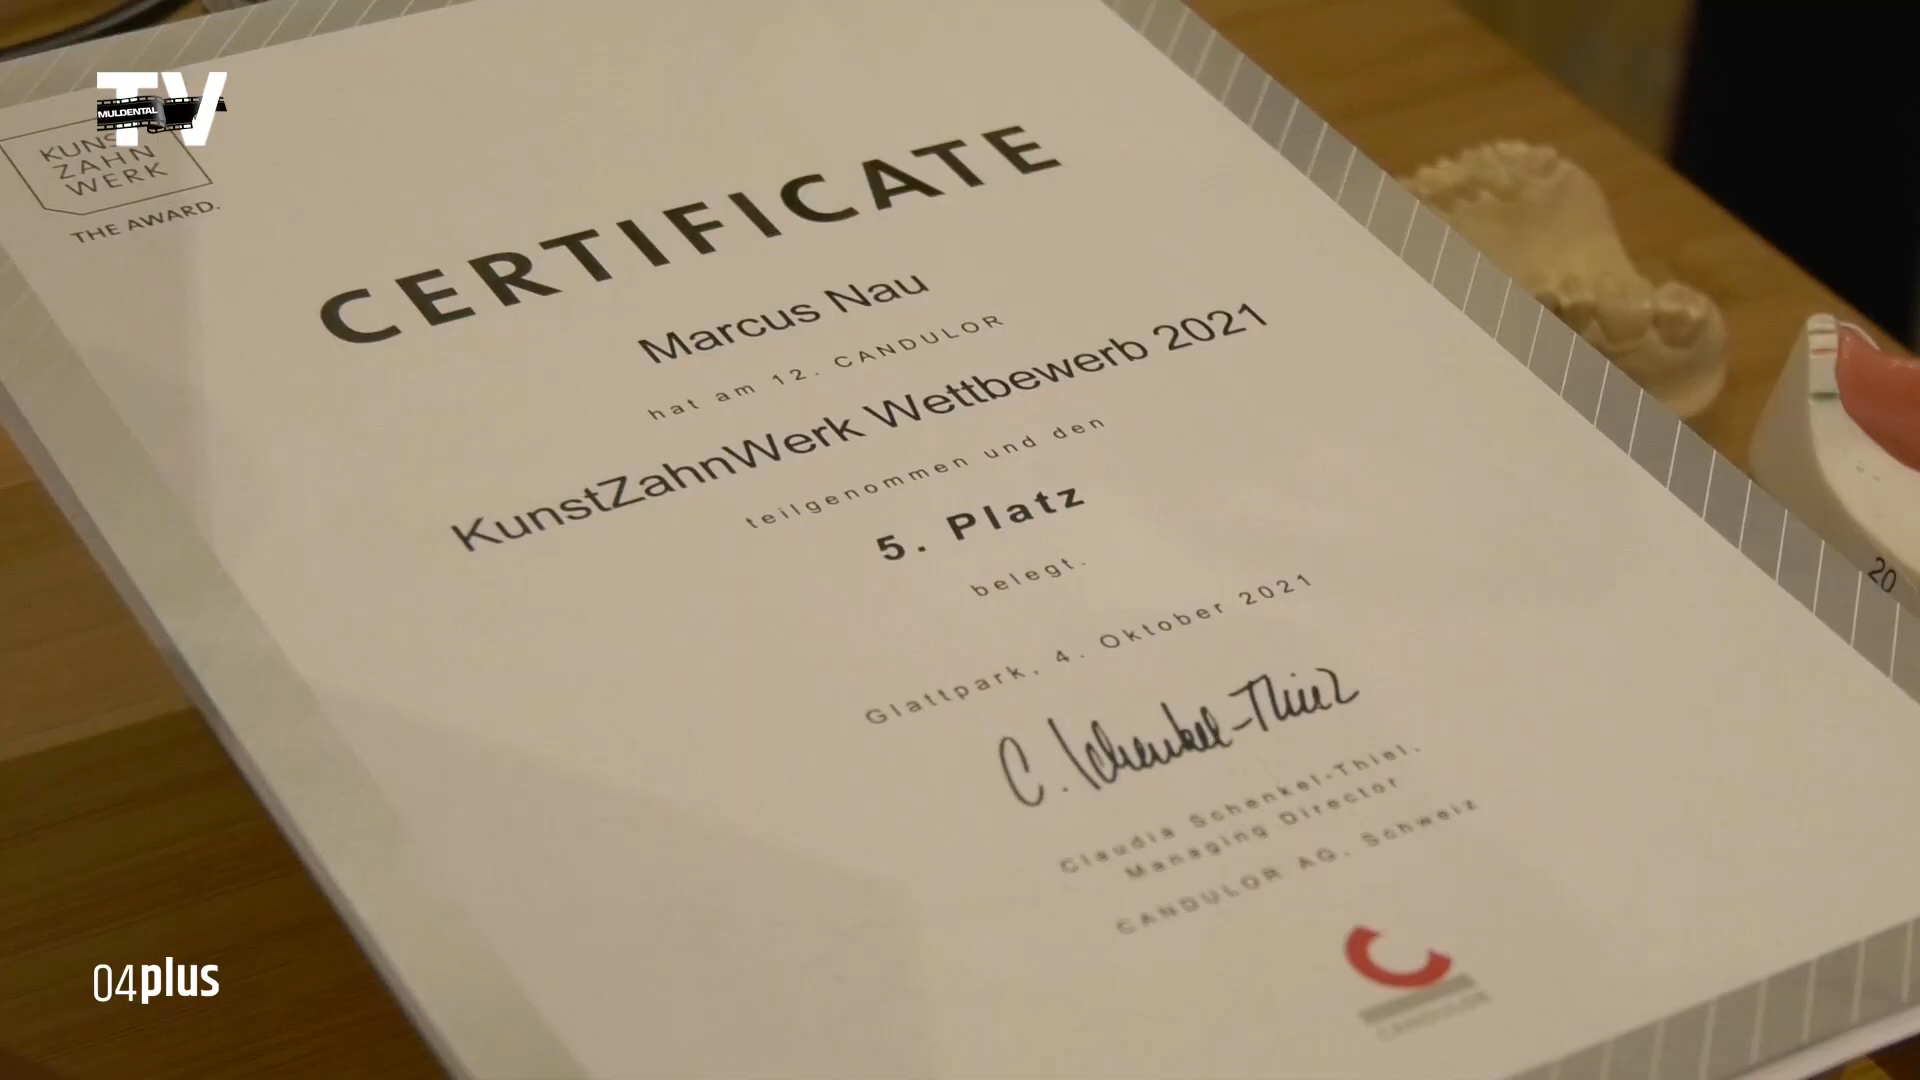 TV
MULDENTAL
KUNST
ZAHN
WERK
THE AWARD.
CERTIFICATE
Marcus Nau
hat am 12. CANDULOR
KunstZahnWerk Wettbewerb 2021
teilgenommen und den
5. Platz
belegt.
Glattpark, 4. Oktober 2021
C. Schenkel-Thiel
Claudia Schenkel-Thiel,
Managing Director
CANDULOR AG, Schweiz
CANDULOR
20
04plus